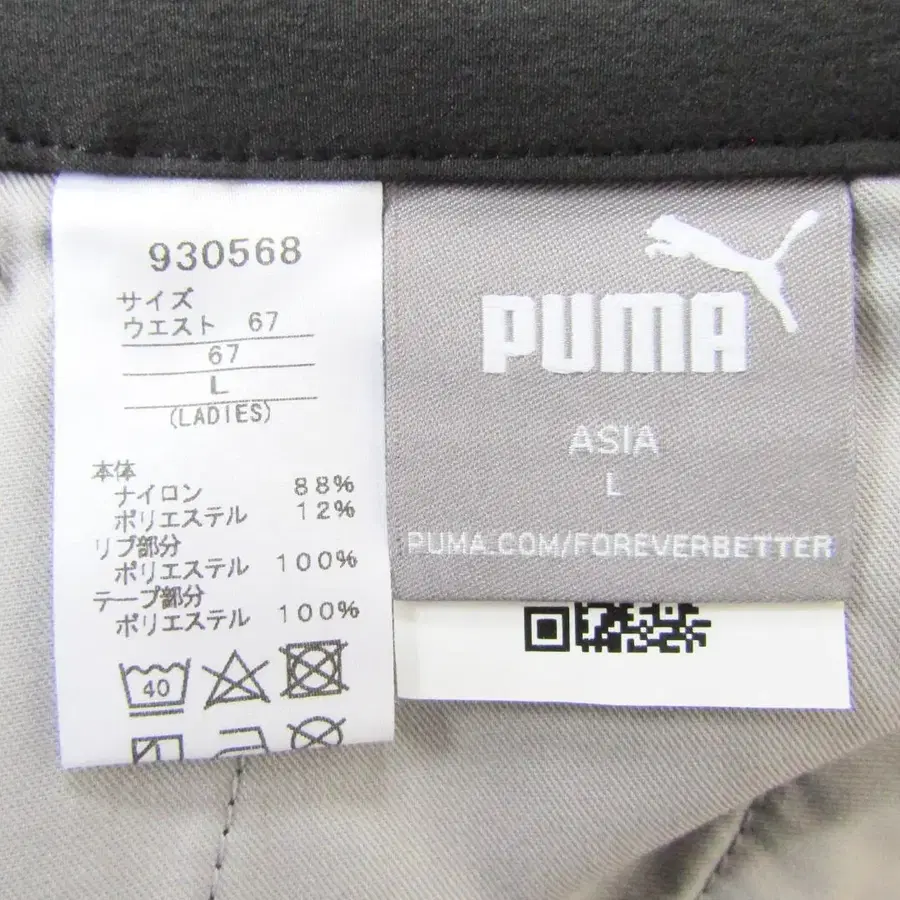 930568
サイズ
ウエスト 67
67
L
(LADIES)
本体
ナイロン 88%
ポリエステル 12%
リブ部分
ポリエステル 100%
テープ部分
ポリエステル 100%
40
PUMA
ASIA
L
PUMA.COM/FOREVERBETTER